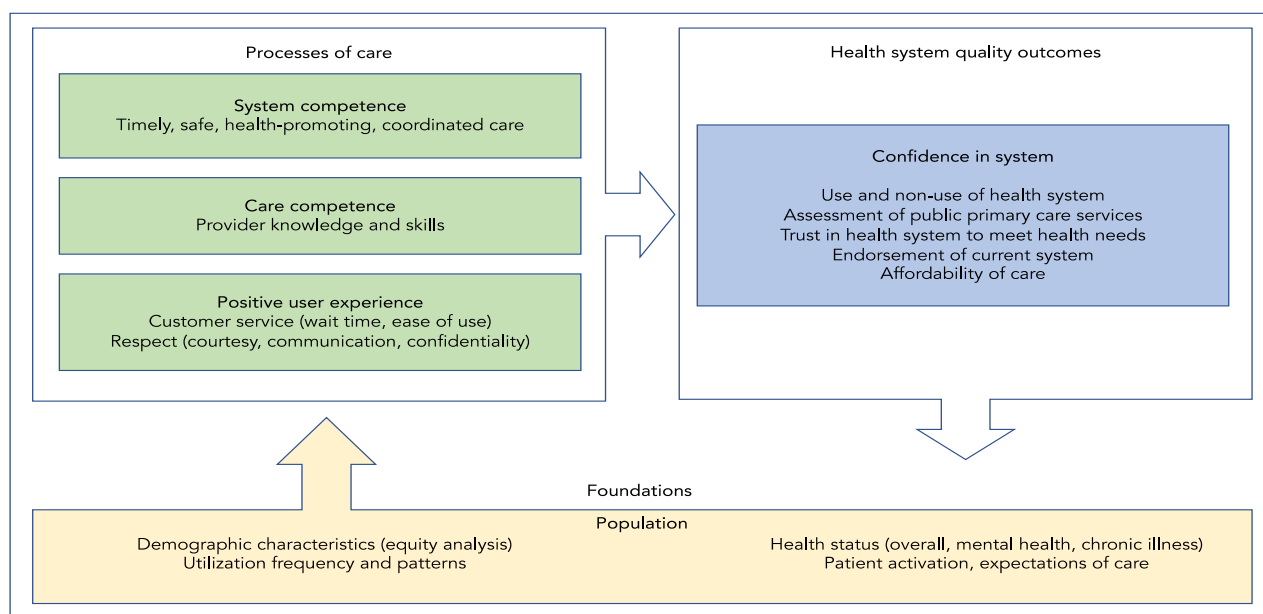 Processes of care
System competence
Timely, safe, health-promoting, coordinated care
Care competence
Provider knowledge and skills
Positive user experience
Customer service (wait time, ease of use)
Respect (courtesy, communication, confidentiality)
Health system quality outcomes
Confidence in system
Use and non-use of health system
Assessment of public primary care services
Trust in health system to meet health needs
Endorsement of current system
Affordability of care
Foundations
Population
Demographic characteristics (equity analysis)
Utilization frequency and patterns
Health status (overall, mental health, chronic illness)
Patient activation, expectations of care